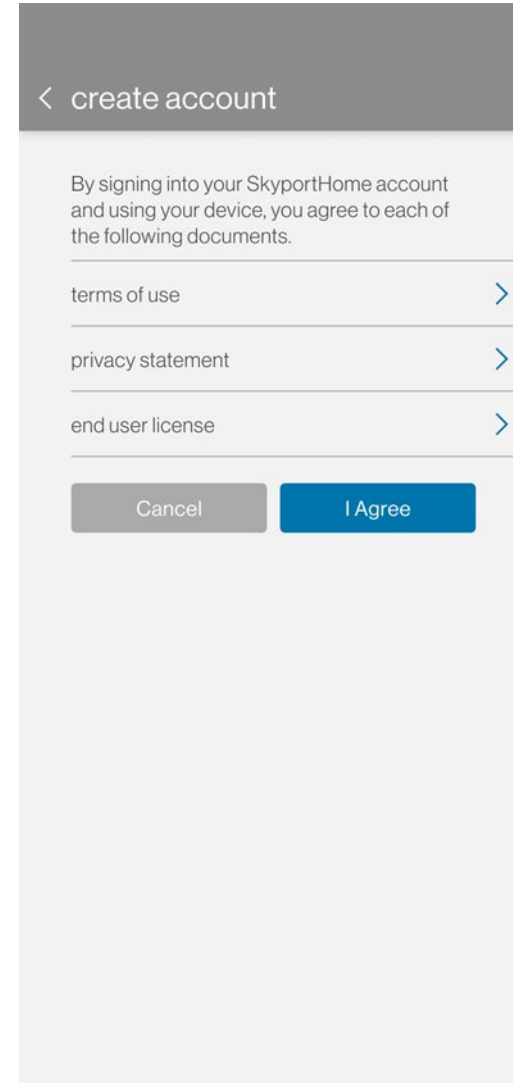 create account
By signing into your SkyportHome account
and using your device, you agree to each of
the following documents.
terms of use
privacy statement
end user license
Cancel
I Agree